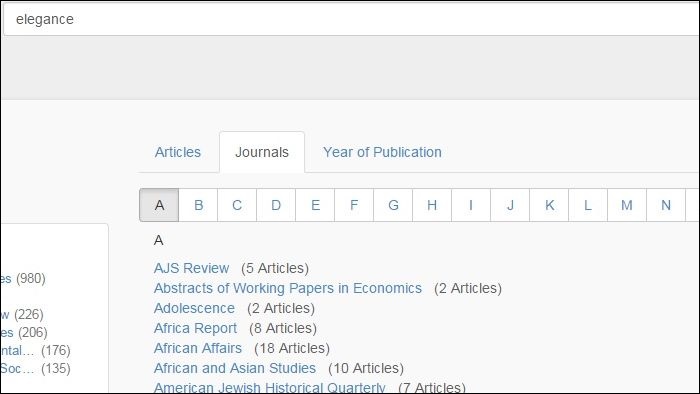 elegance
Articles Journals Year of Publication
A B C D E F G H I J K L M N
A
AJS Review (5 Articles)
Abstracts of Working Papers in Economics (2 Articles)
Adolescence (2 Articles)
Africa Report (8 Articles)
African Affairs (18 Articles)
African and Asian Studies (10 Articles)
American Jewish Historical Quarterly (7 Articles)
es (980)
w (226)
es (206)
ntal... (176)
Soc... (135)